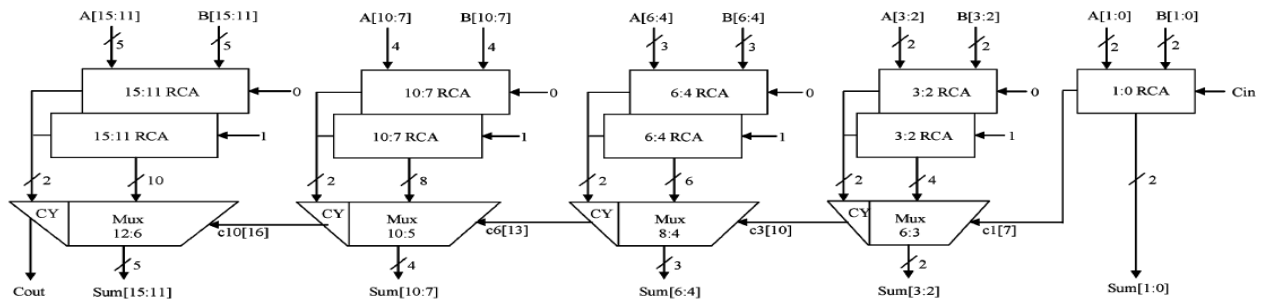 A[15:11] B[15:11] A[10:7] B[10:7] A[6:4] B[6:4] A[3:2] B[3:2] A[1:0] B[1:0]
5 5 4 4 3 3 2 2 2 2
15:11 RCA 0 10:7 RCA 0 6:4 RCA 0 3:2 RCA 0 1:0 RCA Cin
15:11 RCA 1 10:7 RCA 1 6:4 RCA 1 3:2 RCA 1
2 10 2 8 2 6 2 4 2
CY Mux CY Mux CY Mux CY Mux
12:6 c10[16] 10:5 c6[13] 8:4 c3[10] 6:3 c1[7]
5 4 3 2
Cout Sum[15:11] Sum[10:7] Sum[6:4] Sum[3:2] Sum[1:0]